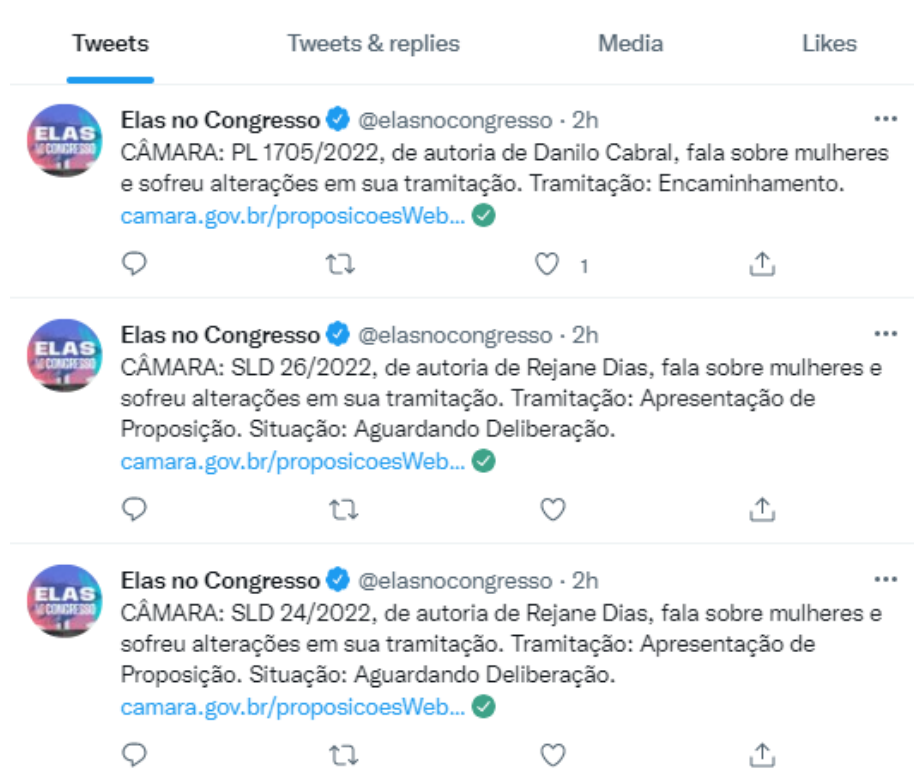 Tweets Tweets & replies Media Likes
ELAS
NO CONGRESSO
Elas no Congresso @elasnocongresso · 2h
CÂMARA: PL 1705/2022, de autoria de Danilo Cabral, fala sobre mulheres
e sofreu alterações em sua tramitação. Tramitação: Encaminhamento.
camara.gov.br/proposicoesWeb...
1
ELAS
NO CONGRESSO
Elas no Congresso @elasnocongresso · 2h
CÂMARA: SLD 26/2022, de autoria de Rejane Dias, fala sobre mulheres e
sofreu alterações em sua tramitação. Tramitação: Apresentação de
Proposição. Situação: Aguardando Deliberação.
camara.gov.br/proposicoesWeb...
ELAS
NO CONGRESSO
Elas no Congresso @elasnocongresso · 2h
CÂMARA: SLD 24/2022, de autoria de Rejane Dias, fala sobre mulheres e
sofreu alterações em sua tramitação. Tramitação: Apresentação de
Proposição. Situação: Aguardando Deliberação.
camara.gov.br/proposicoesWeb...